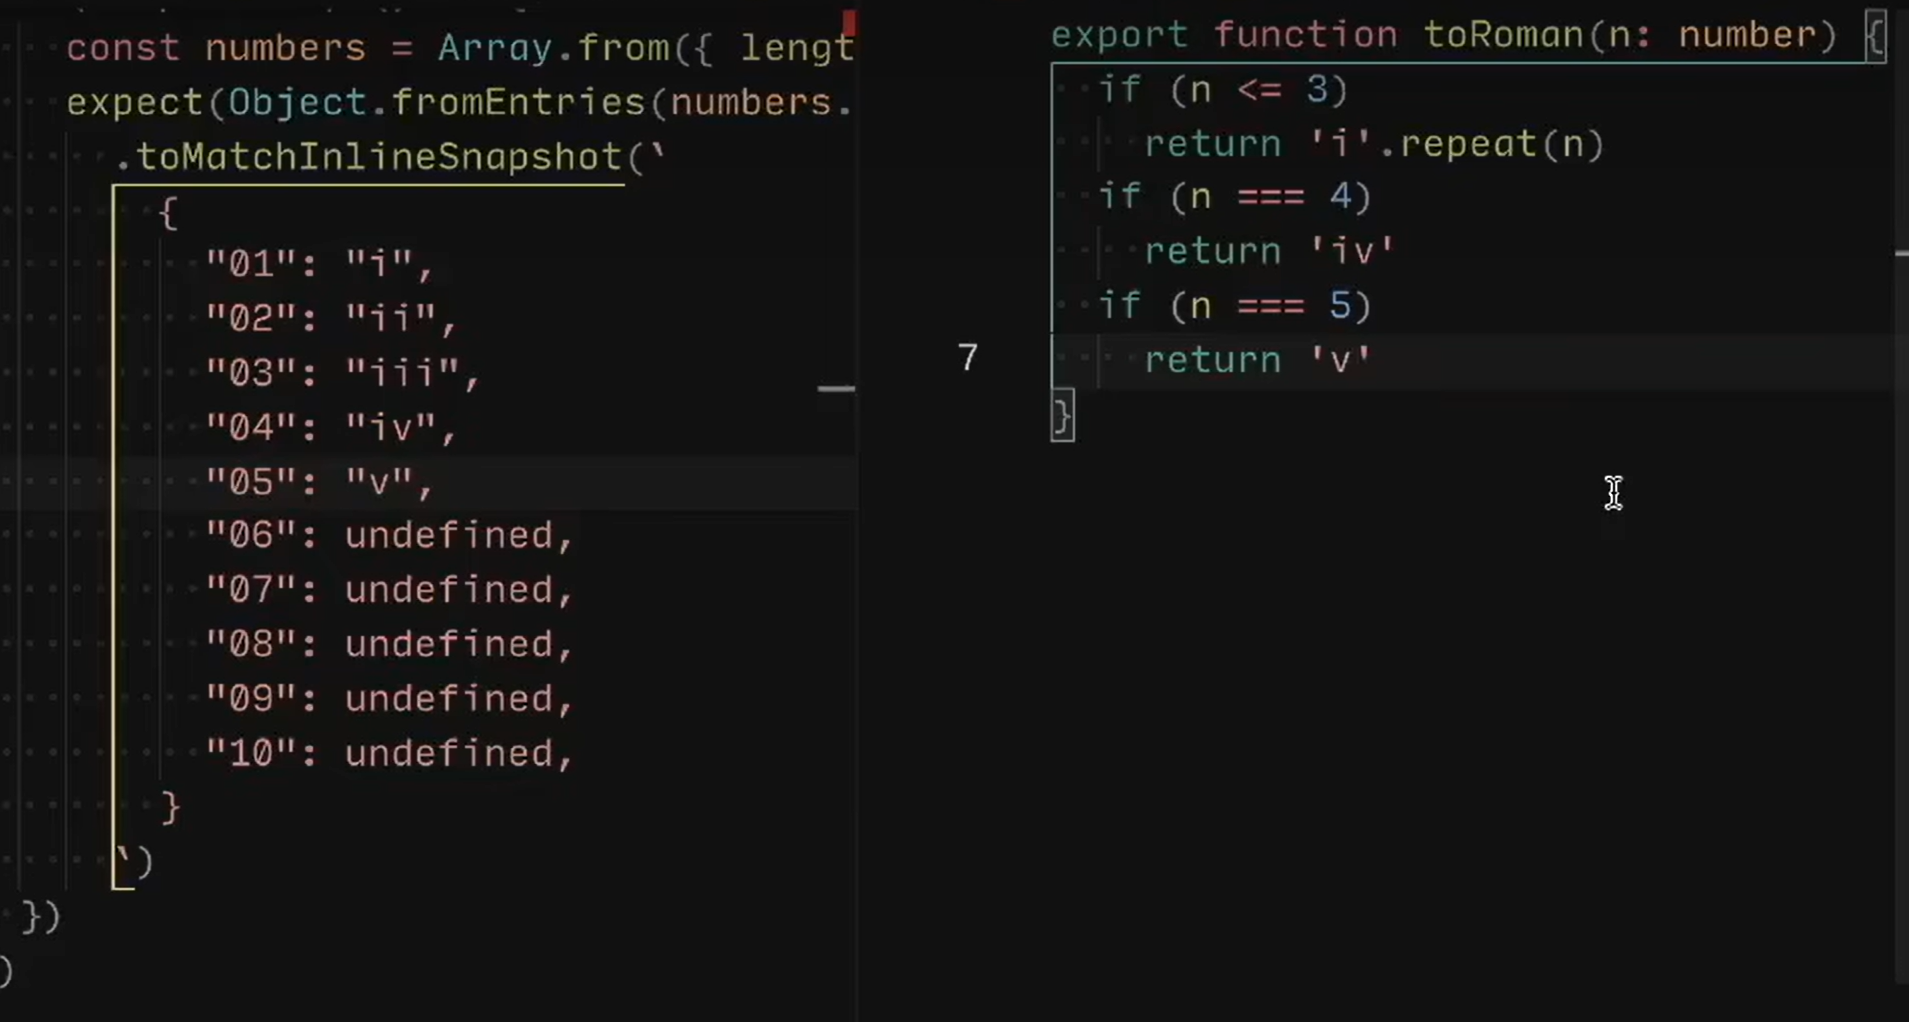 const numbers = Array.from({ lengt
expect(Object.fromEntries(numbers.
.toMatchInlineSnapshot(`
{
"01": "i",
"02": "ii",
"03": "iii",
"04": "iv",
"05": "v",
"06": undefined,
"07": undefined,
"08": undefined,
"09": undefined,
"10": undefined,
}
`)
})
)
export function toRoman(n: number) {
if (n <= 3)
return 'i'.repeat(n)
if (n === 4)
return 'iv'
if (n === 5)
7 return 'v'
}